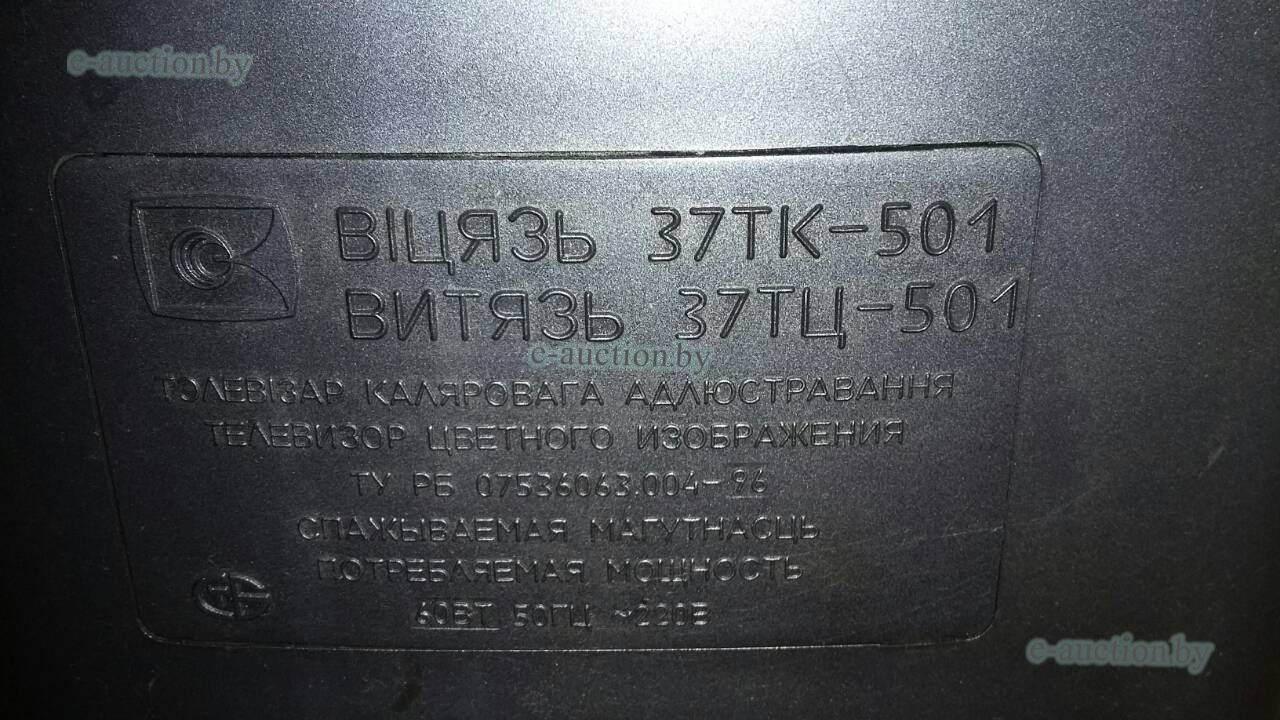 e-auction.by
ВІЦЯЗЬ 37ТК-501
ВИТЯЗЬ 37ТЦ-501
e-auction.by
ТЭЛЕВІЗАР КАЛЯРОВАГА АДЛЮСТРАВАННЯ
ТЕЛЕВИЗОР ЦВЕТНОГО ИЗОБРАЖЕНИЯ
ТУ РБ 07536063.004-96
СПАЖЫВАЕМАЯ МАГУТНАСЦЬ
ПОТРЕБЛЯЕМАЯ МОЩНОСТЬ
60ВТ 50ГЦ ~220В
e-auction.by